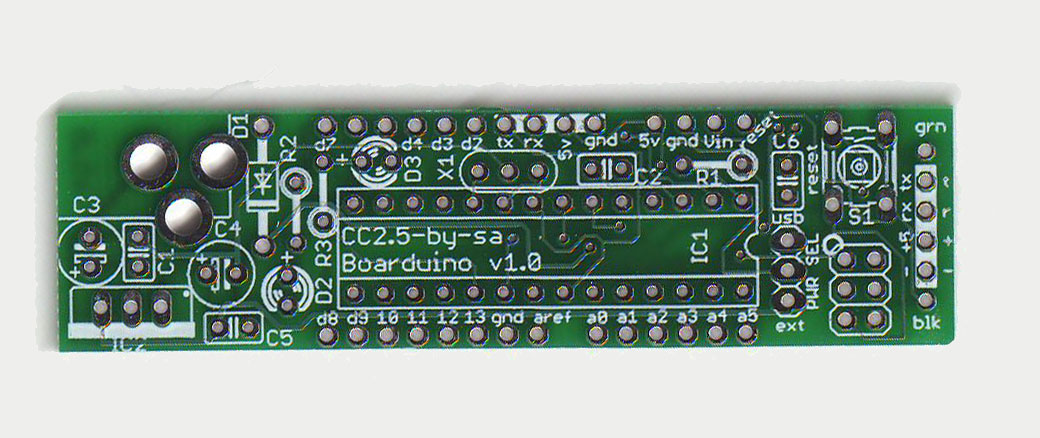 D1
R2
d7
+
d4 d3 d2 tx rx 5v gnd 5v gnd Vin reset
D3
X1
C2
R1
C6
reset
grn
tx
rx
+5
r
+
-
-
S1
usb
PWR SEL
ext
blk
C3
C1
C4
+
+
C5
IC2
R3
+
D2
CC2.5-by-sa
Boarduino v1.0
IC1
d8 d9 10 11 12 13 gnd aref a0 a1 a2 a3 a4 a5